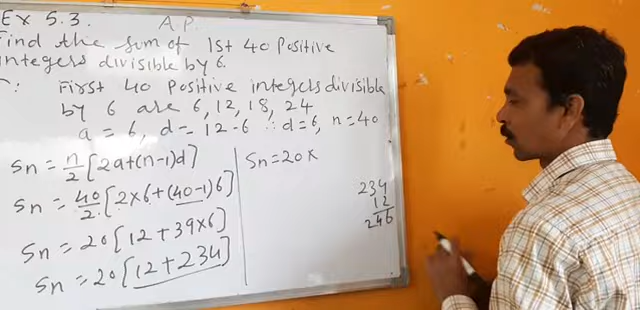 Ex 5.3. A.P.
Find the sum of 1st 40 Positive
integers divisible by 6.
: First 40 Positive integers divisible
by 6 are 6, 12, 18, 24
a = 6, d = 12-6 ∴ d=6, n=40
Sn = n/2 [2a+(n-1)d]
Sn = 40/2 [2×6+(40-1)6]
Sn = 20[12+39×6]
Sn = 20[12+234]
Sn = 20×
234
12
246